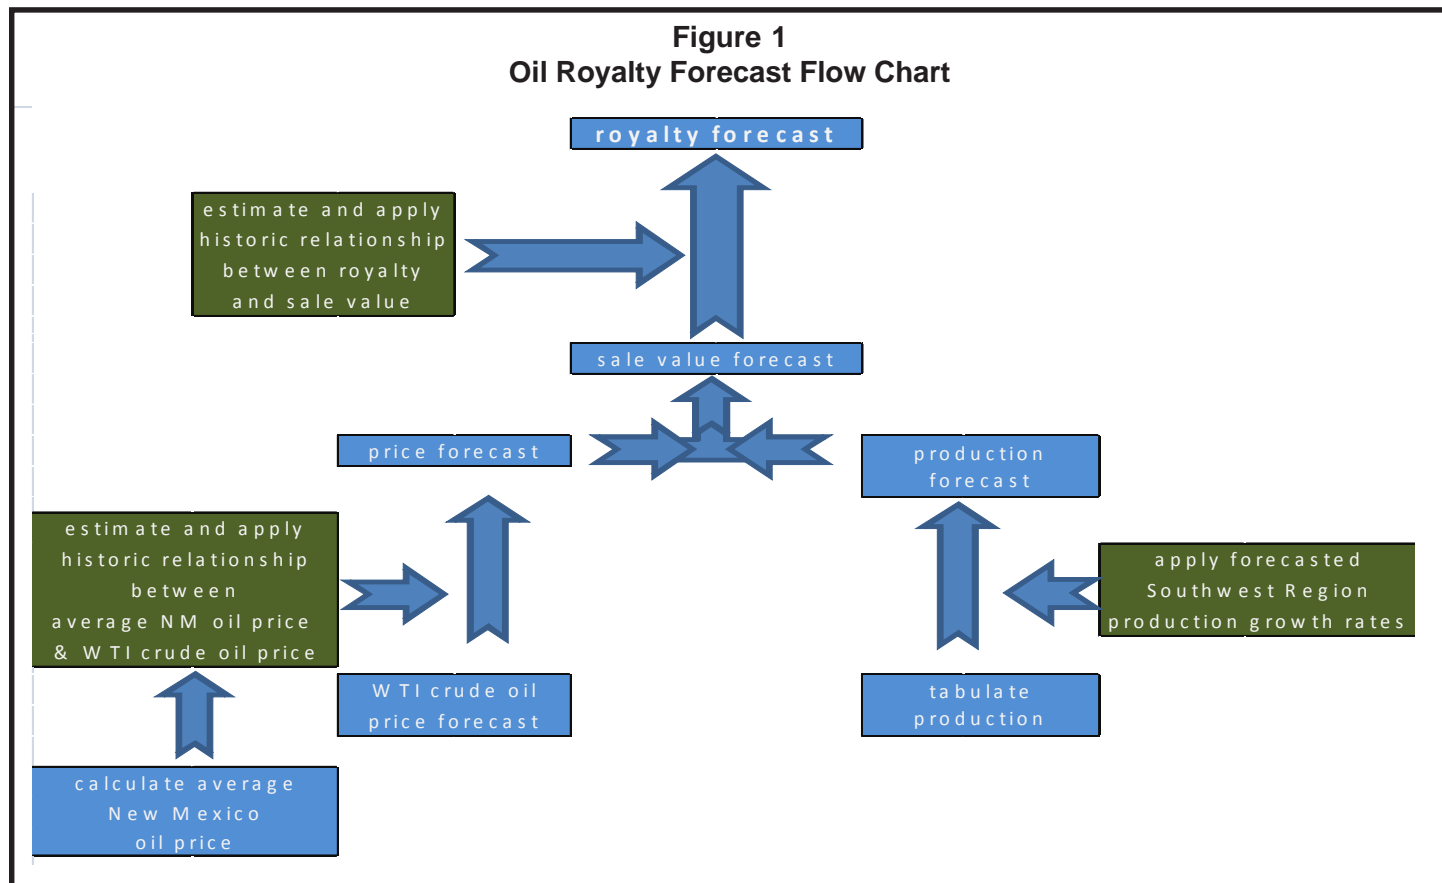 Figure 1
Oil Royalty Forecast Flow Chart
royalty forecast
estimate and apply
historic relationship
between royalty
and sale value
sale value forecast
price forecast
production
forecast
estimate and apply
historic relationship
between
average NM oil price
& WTI crude oil price
apply forecasted
Southwest Region
production growth rates
WTI crude oil
price forecast
tabulate
production
calculate average
New Mexico
oil price